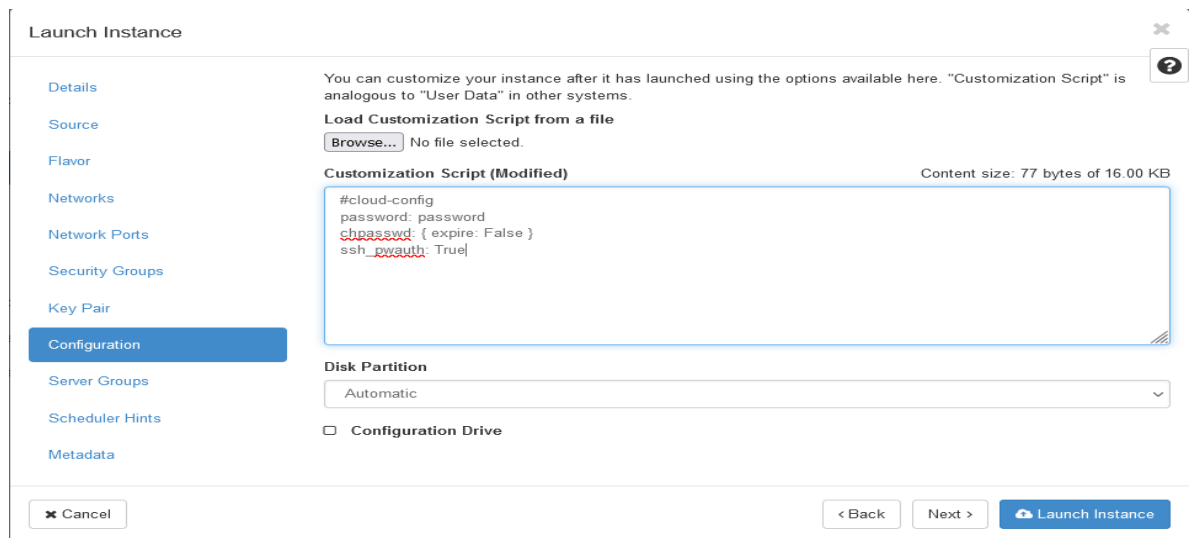 Launch Instance
Details
Source
Flavor
Networks
Network Ports
Security Groups
Key Pair
Configuration
Server Groups
Scheduler Hints
Metadata
You can customize your instance after it has launched using the options available here. "Customization Script" is
analogous to "User Data" in other systems.
Load Customization Script from a file
Browse... No file selected.
Customization Script (Modified) Content size: 77 bytes of 16.00 KB
#cloud-config
password: password
chpasswd: { expire: False }
ssh_pwauth: True
Disk Partition
Automatic
Configuration Drive
✖ Cancel
< Back Next > Launch Instance